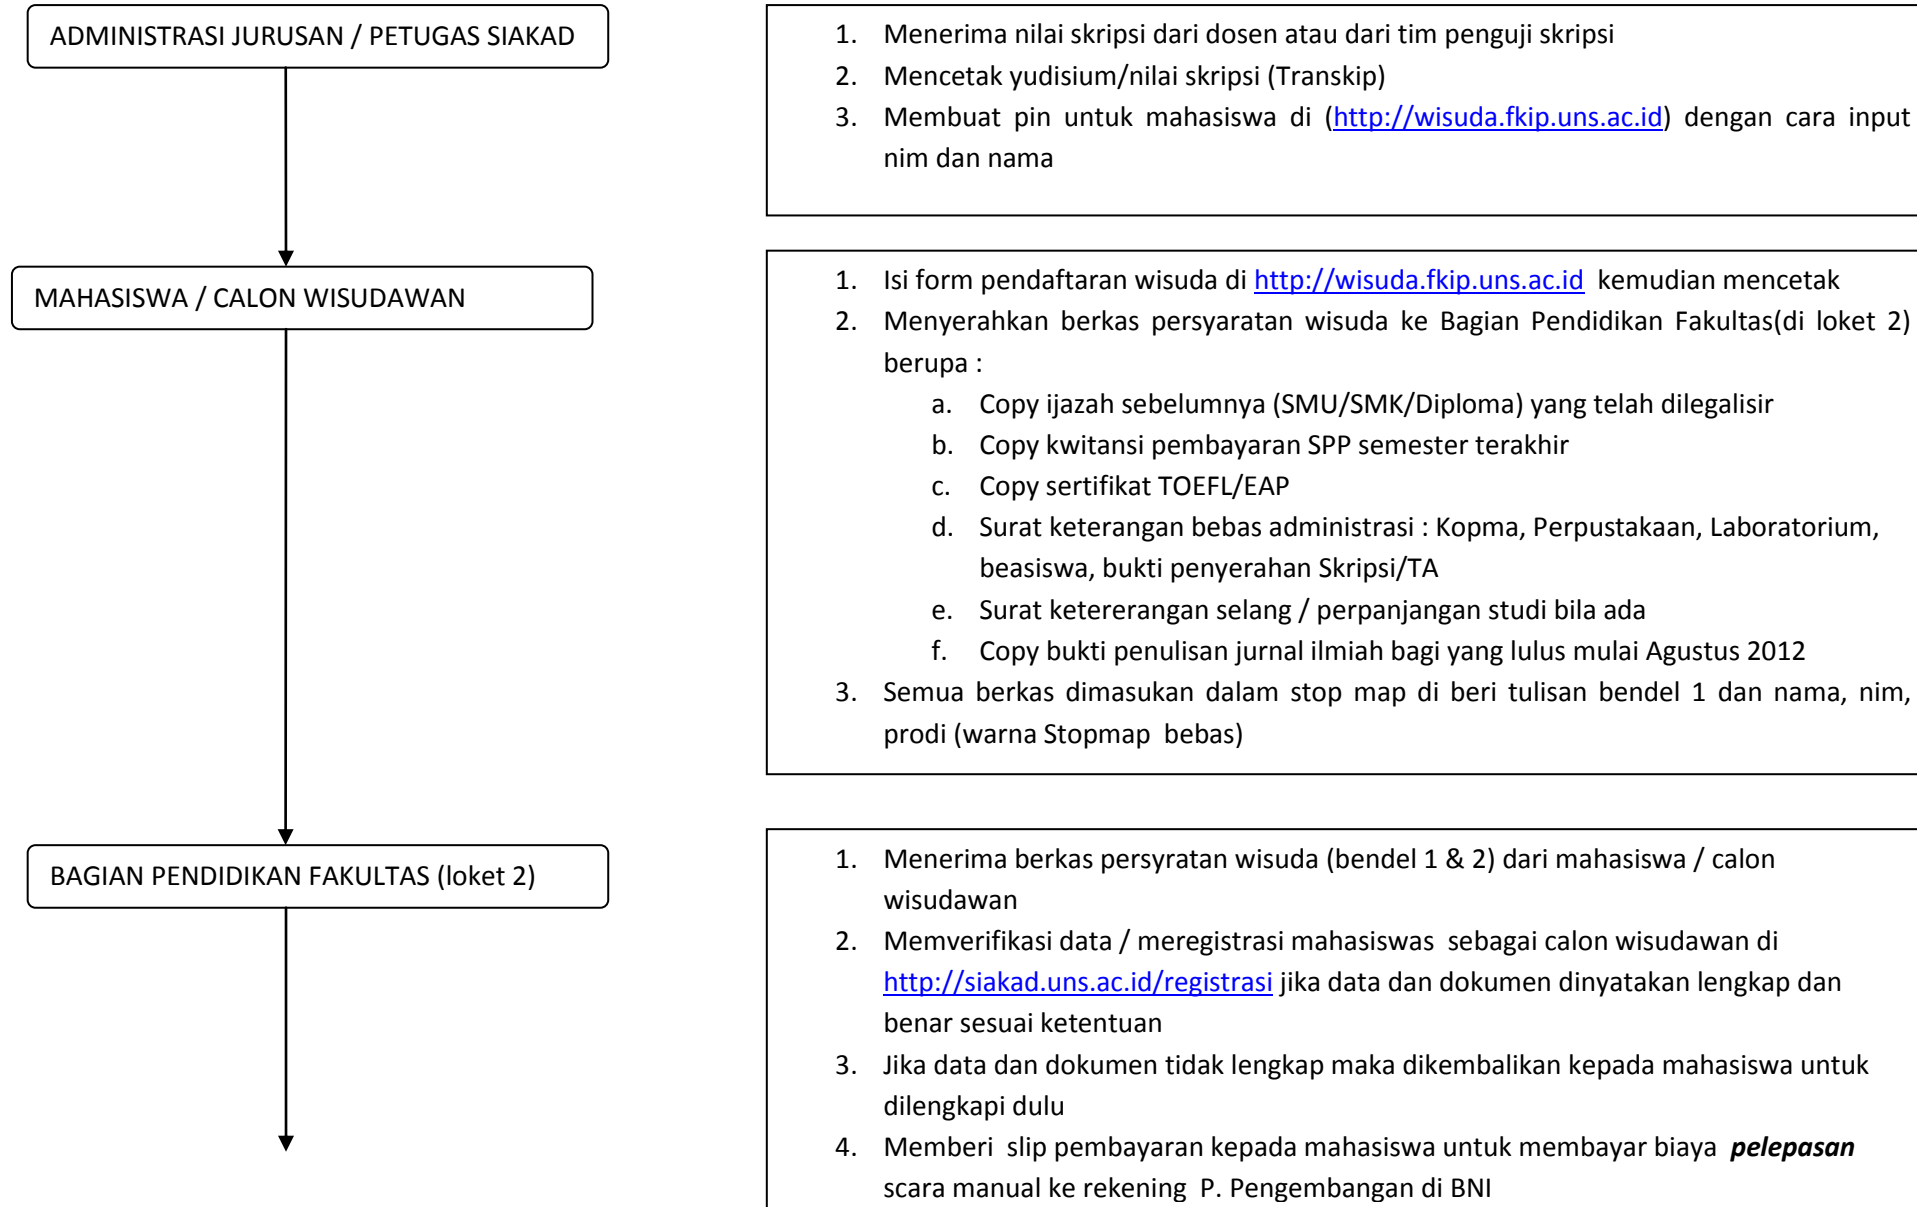 ADMINISTRASI JURUSAN / PETUGAS SIAKAD
1. Menerima nilai skripsi dari dosen atau dari tim penguji skripsi
2. Mencetak yudisium/nilai skripsi (Transkip)
3. Membuat pin untuk mahasiswa di (http://wisuda.fkip.uns.ac.id) dengan cara input
nim dan nama
MAHASISWA / CALON WISUDAWAN
1. Isi form pendaftaran wisuda di http://wisuda.fkip.uns.ac.id kemudian mencetak
2. Menyerahkan berkas persyaratan wisuda ke Bagian Pendidikan Fakultas(di loket 2)
berupa :
a. Copy ijazah sebelumnya (SMU/SMK/Diploma) yang telah dilegalisir
b. Copy kwitansi pembayaran SPP semester terakhir
c. Copy sertifikat TOEFL/EAP
d. Surat keterangan bebas administrasi : Kopma, Perpustakaan, Laboratorium,
beasiswa, bukti penyerahan Skripsi/TA
e. Surat ketererangan selang / perpanjangan studi bila ada
f. Copy bukti penulisan jurnal ilmiah bagi yang lulus mulai Agustus 2012
3. Semua berkas dimasukan dalam stop map di beri tulisan bendel 1 dan nama, nim,
prodi (warna Stopmap bebas)
BAGIAN PENDIDIKAN FAKULTAS (loket 2)
1. Menerima berkas persyratan wisuda (bendel 1 & 2) dari mahasiswa / calon
wisudawan
2. Memverifikasi data / meregistrasi mahasiswas sebagai calon wisudawan di
http://siakad.uns.ac.id/registrasi jika data dan dokumen dinyatakan lengkap dan
benar sesuai ketentuan
3. Jika data dan dokumen tidak lengkap maka dikembalikan kepada mahasiswa untuk
dilengkapi dulu
4. Memberi slip pembayaran kepada mahasiswa untuk membayar biaya pelepasan
scara manual ke rekening P. Pengembangan di BNI